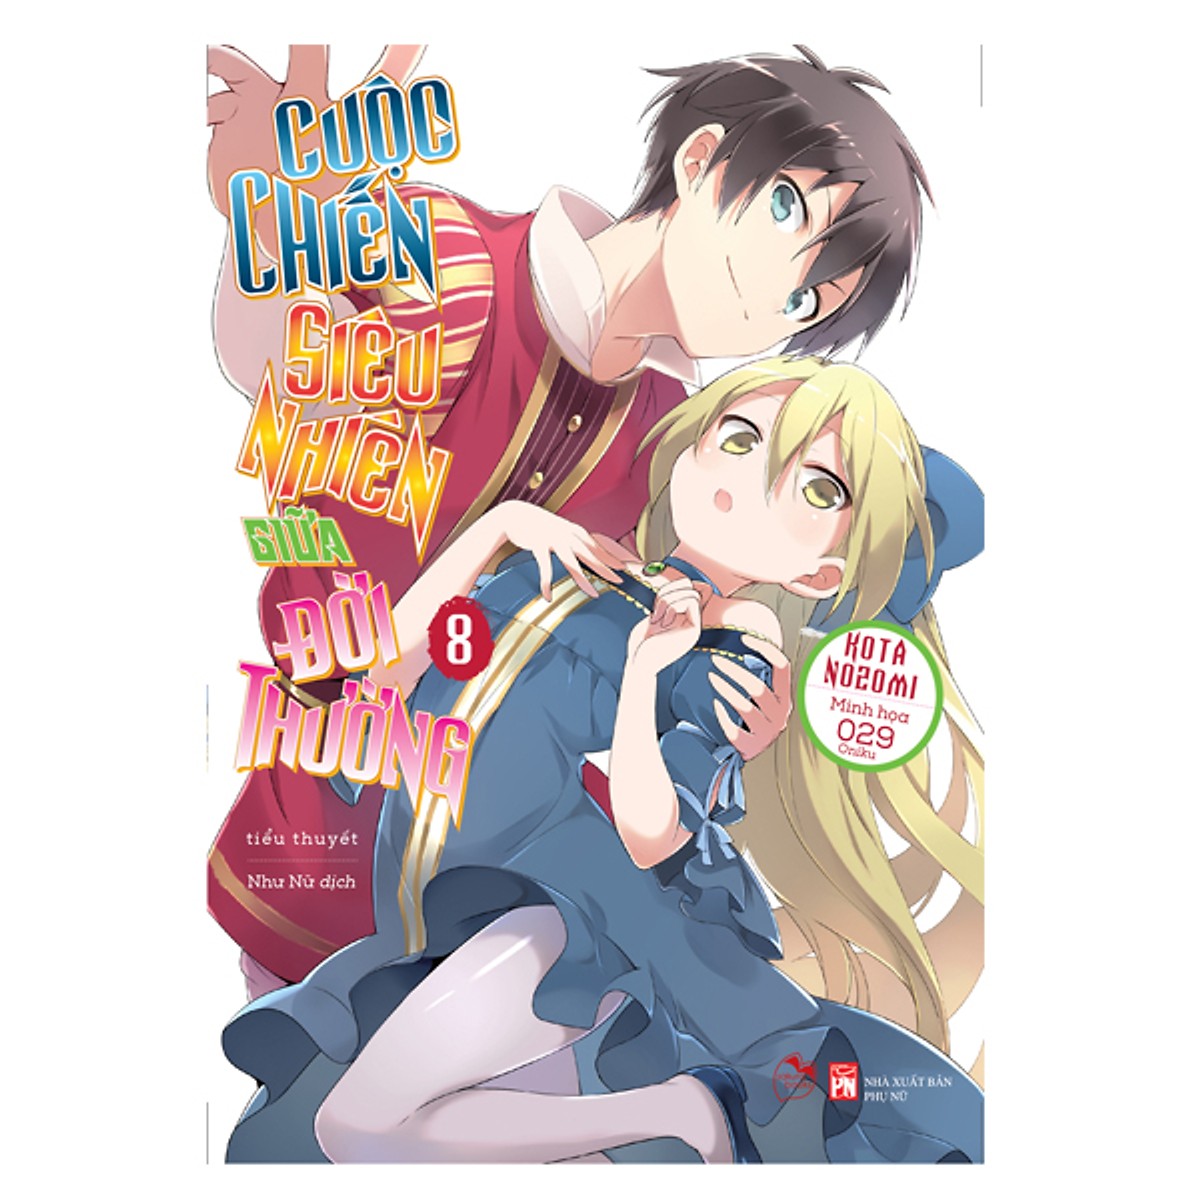 CUỘC
CHIẾN
SIÊU
NHIÊN
GIỮA
ĐỜI
THƯỜNG
8
KOTA
NOZOMI
Minh họa
029
Oniku
tiểu thuyết
Như Nữ dịch
PN
NHÀ XUẤT BẢN
PHỤ NỮ